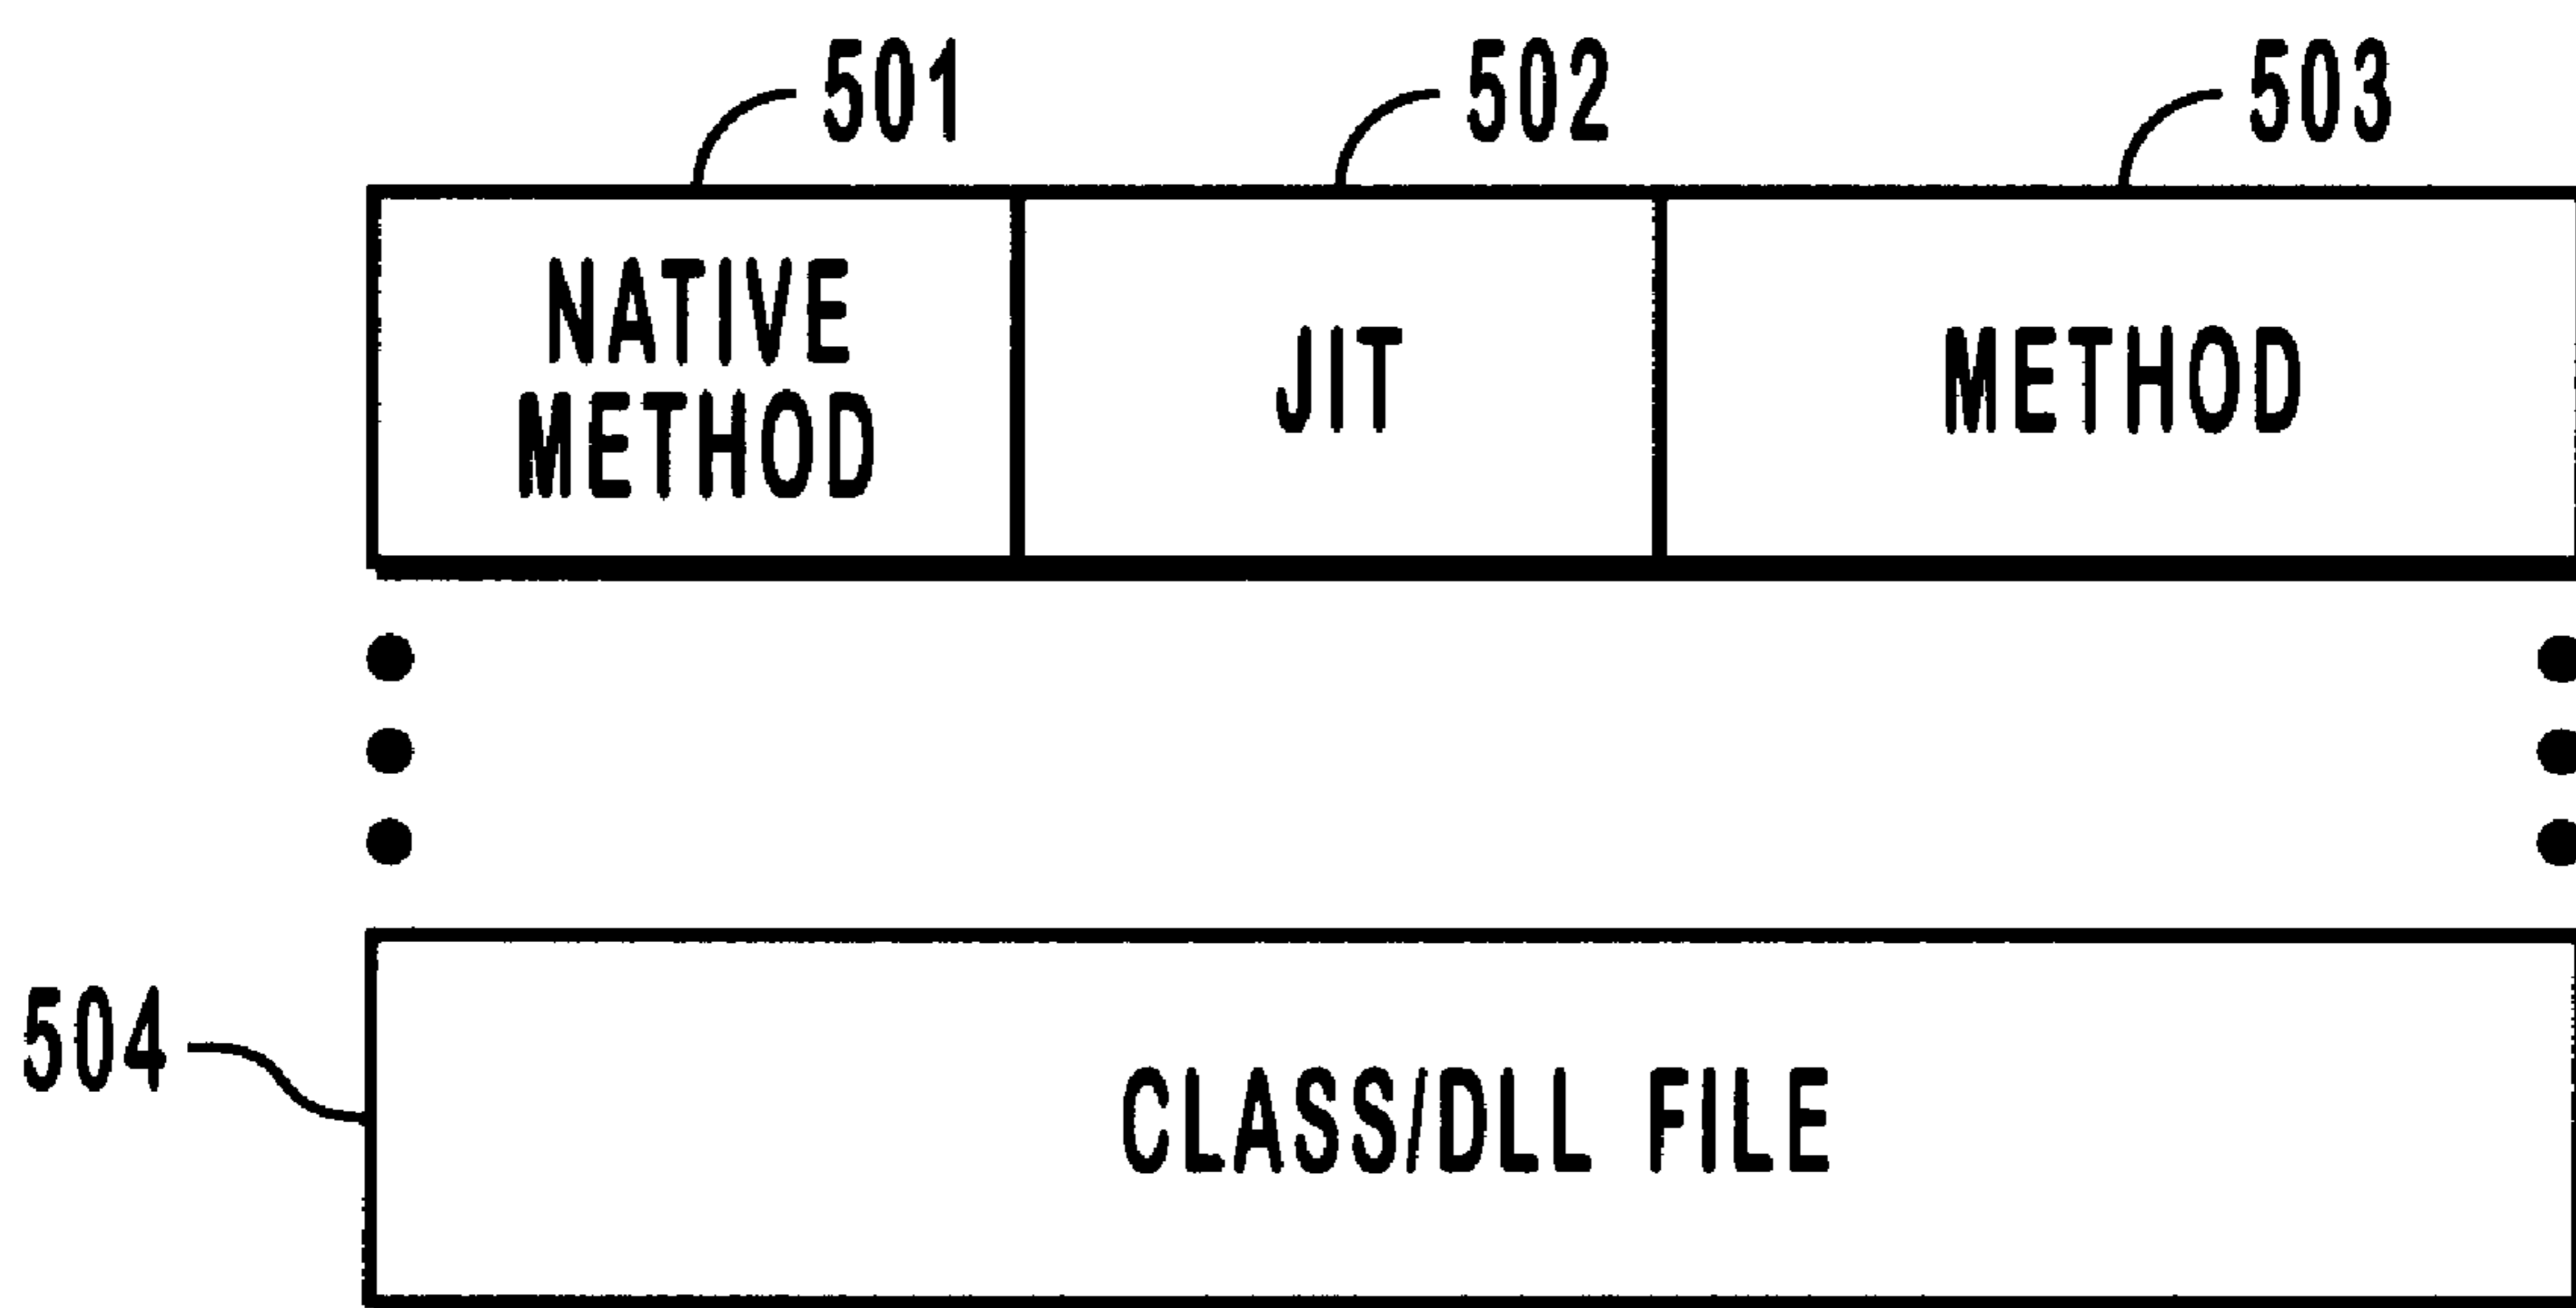 501
502
503
NATIVE
METHOD
JIT
METHOD
504
CLASS/DLL FILE